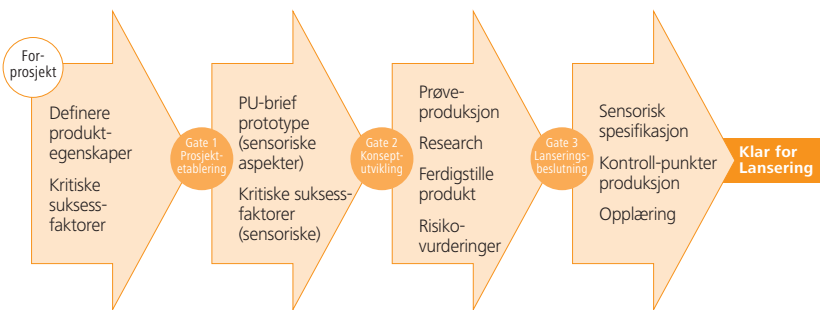 For-
prosjekt
Definere
produkt-
egenskaper
Kritiske
suksess-
faktorer
Gate 1
Prosjekt-
etablering
PU-brief
prototype
(sensoriske
aspekter)
Kritiske suksess-
faktorer
(sensoriske)
Gate 2
Konsept-
utvikling
Prøve-
produksjon
Research
Ferdigstille
produkt
Risiko-
vurderinger
Gate 3
Lanserings-
beslutning
Sensorisk
spesifikasjon
Kontroll-punkter
produksjon
Opplæring
Klar for
Lansering